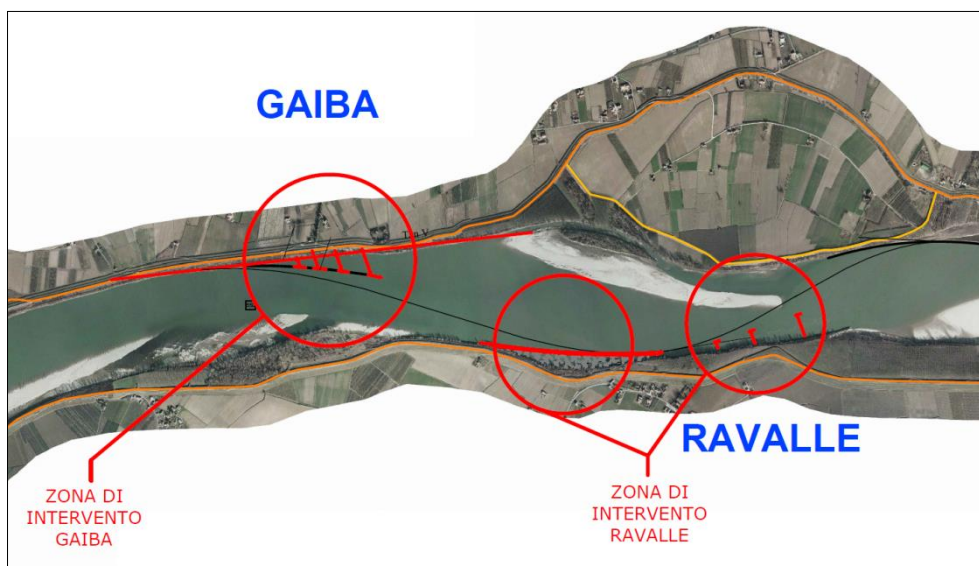 GAIBA
RAVALLE
ZONA DI
INTERVENTO
GAIBA
ZONA DI
INTERVENTO
RAVALLE